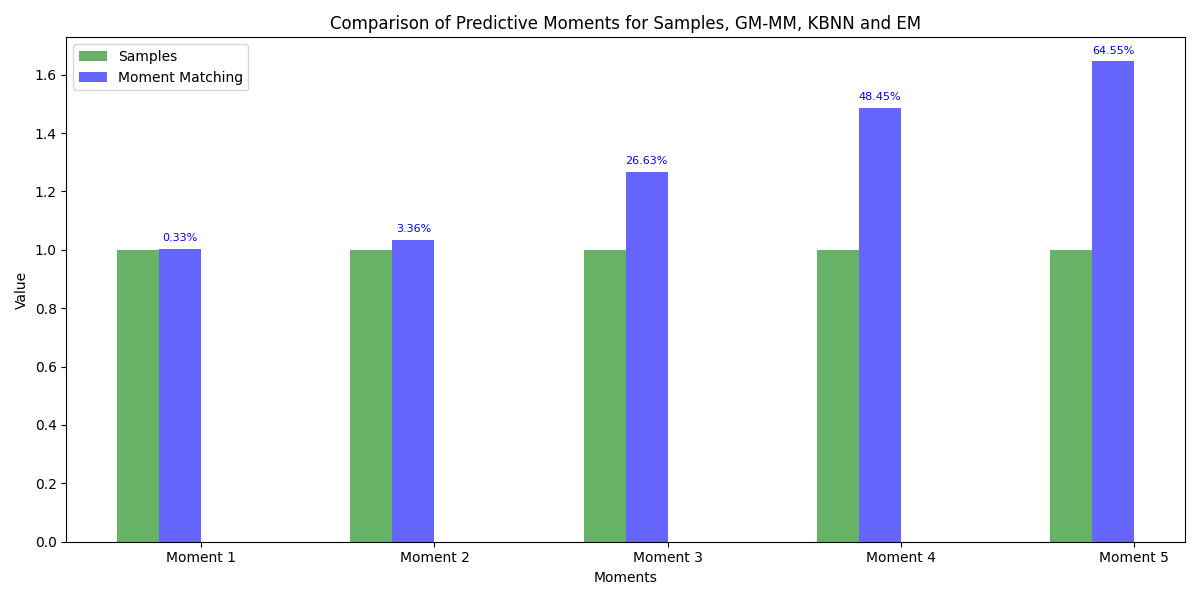 Comparison of Predictive Moments for Samples, GM-MM, KBNN and EM
Samples
Moment Matching
64.55%
48.45%
26.63%
3.36%
0.33%
1.6
1.4
1.2
1.0
0.8
0.6
0.4
0.2
0.0
Value
Moment 1
Moment 2
Moment 3
Moment 4
Moment 5
Moments